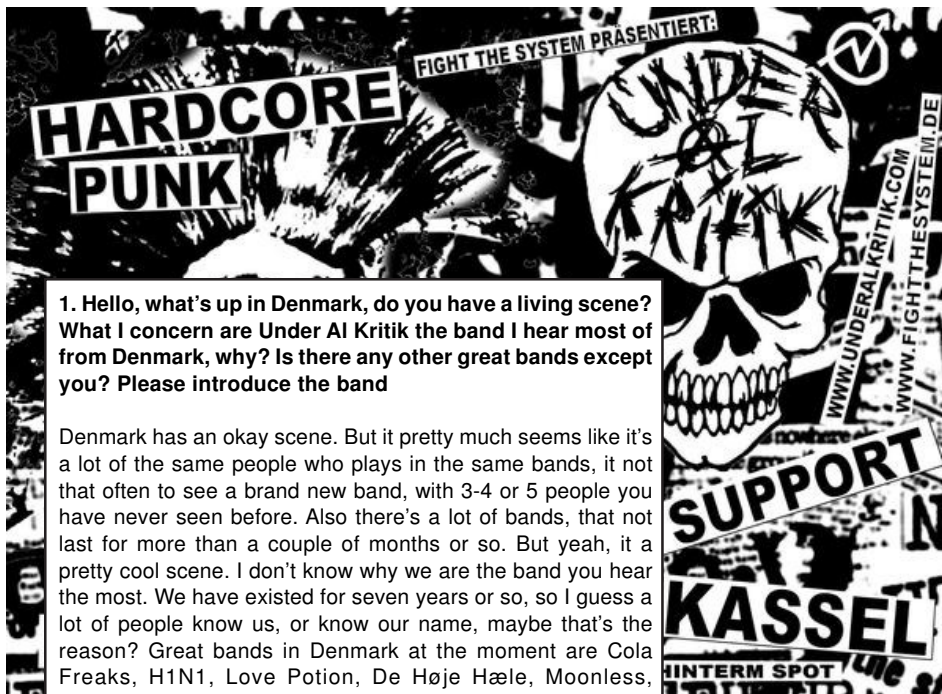 FIGHT THE SYSTEM PRÄSENTIERT:
HARDCORE
PUNK
UNDER
AL
KRITIK
WWW.UNDERALKRITIK.COM
WWW.FIGHTTHESYSTEM.DE
1. Hello, what's up in Denmark, do you have a living scene?
What I concern are Under Al Kritik the band I hear most of
from Denmark, why? Is there any other great bands except
you? Please introduce the band
Denmark has an okay scene. But it pretty much seems like it's
a lot of the same people who plays in the same bands, it not
that often to see a brand new band, with 3-4 or 5 people you
have never seen before. Also there's a lot of bands, that not
last for more than a couple of months or so. But yeah, it a
pretty cool scene. I don't know why we are the band you hear
the most. We have existed for seven years or so, so I guess a
lot of people know us, or know our name, maybe that's the
reason? Great bands in Denmark at the moment are Cola
Freaks, H1N1, Love Potion, De Høje Hæle, Moonless,
nowhere
SUPPORT
KASSEL
HINTERM SPOT